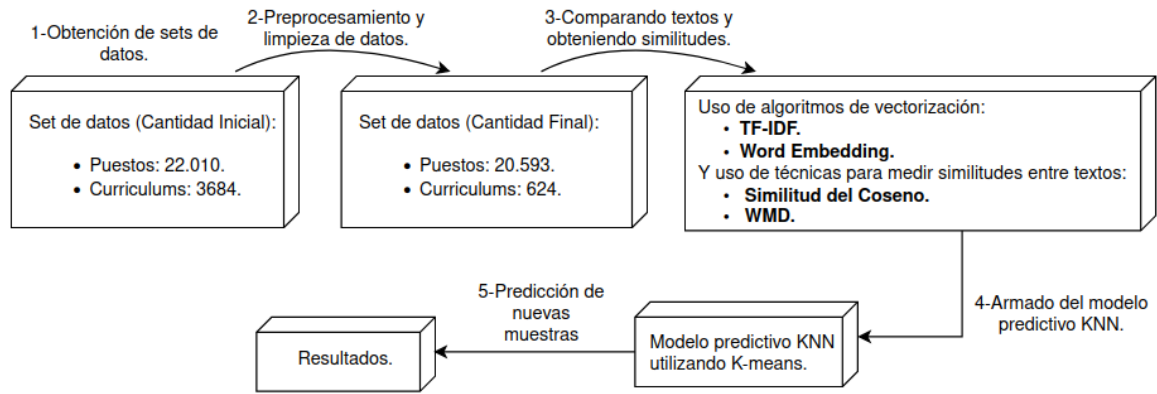 1-Obtención de sets de
datos.
2-Preprocesamiento y
limpieza de datos.
3-Comparando textos y
obteniendo similitudes.
Set de datos (Cantidad Inicial):
• Puestos: 22.010.
• Curriculums: 3684.
Set de datos (Cantidad Final):
• Puestos: 20.593.
• Curriculums: 624.
Uso de algoritmos de vectorización:
• TF-IDF.
• Word Embedding.
Y uso de técnicas para medir similitudes entre textos:
• Similitud del Coseno.
• WMD.
4-Armado del modelo
predictivo KNN.
Modelo predictivo KNN
utilizando K-means.
5-Predicción de
nuevas
muestras
Resultados.